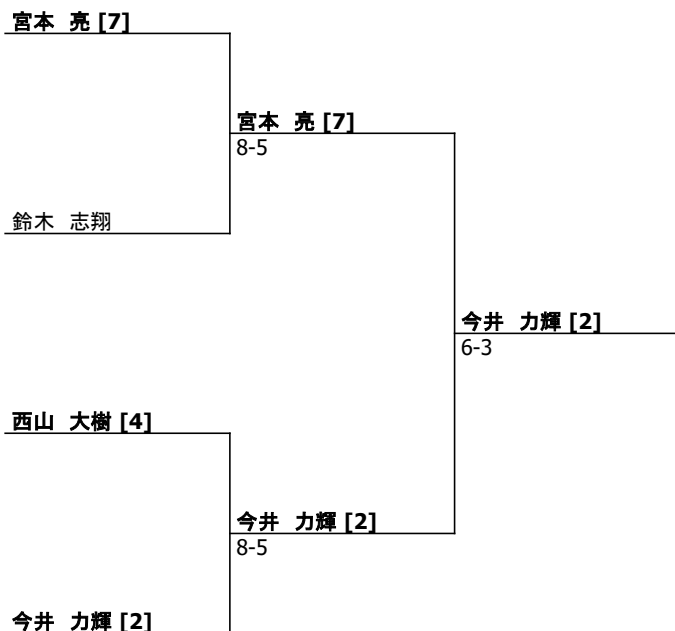 宮本 亮 [7]
宮本 亮 [7]
8-5
鈴木 志翔
今井 力輝 [2]
6-3
西山 大樹 [4]
今井 力輝 [2]
8-5
今井 力輝 [2]